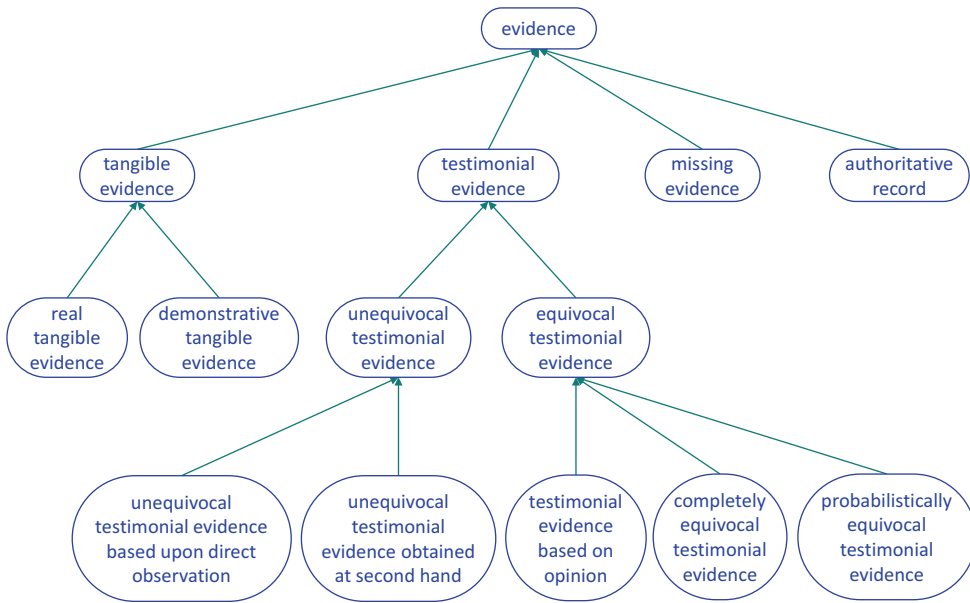 evidence
tangible
evidence
testimonial
evidence
missing
evidence
authoritative
record
real
tangible
evidence
demonstrative
tangible
evidence
unequivocal
testimonial
evidence
equivocal
testimonial
evidence
unequivocal
testimonial evidence
based upon direct
observation
unequivocal
testimonial
evidence obtained
at second hand
testimonial
evidence
based on
opinion
completely
equivocal
testimonial
evidence
probabilistically
equivocal
testimonial
evidence